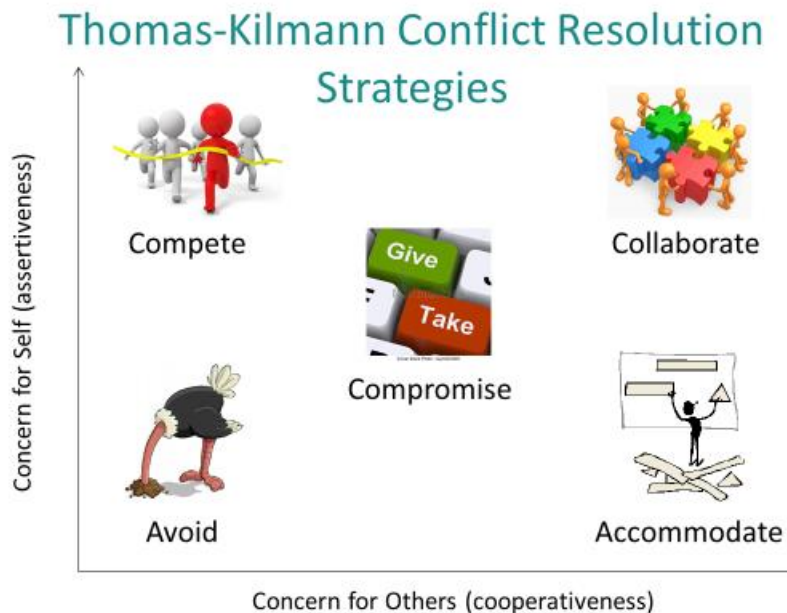 Thomas-Kilmann Conflict Resolution
Strategies
Concern for Self (assertiveness)
Compete
Collaborate
Give
Take
Compromise
Avoid
Accommodate
Concern for Others (cooperativeness)